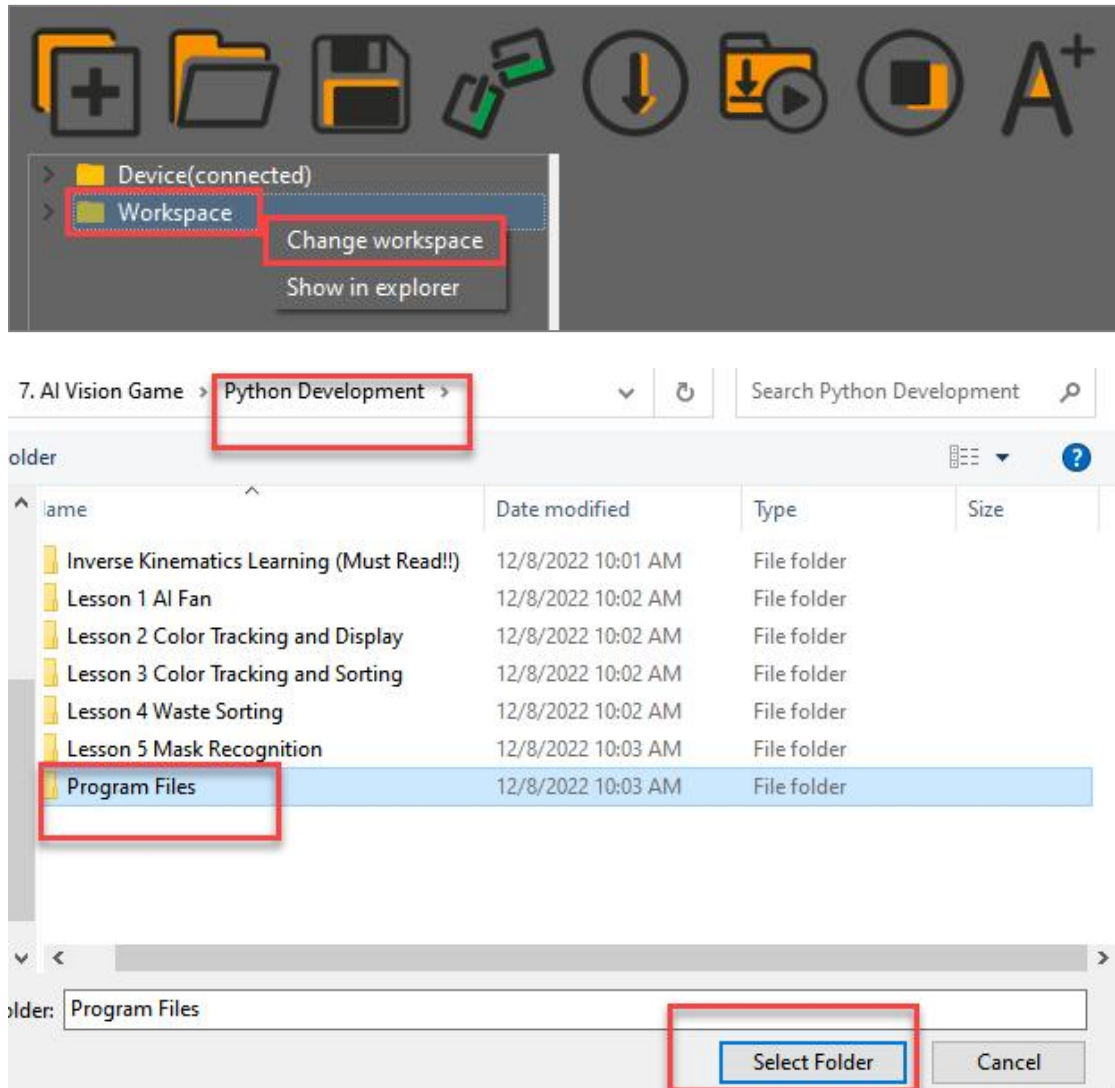 A+
Device(connected)
Workspace
Change workspace
Show in explorer
7. AI Vision Game > Python Development >
Search Python Development
older
?
lame Date modified Type Size
Inverse Kinematics Learning (Must Read!!) 12/8/2022 10:01 AM File folder
Lesson 1 AI Fan 12/8/2022 10:02 AM File folder
Lesson 2 Color Tracking and Display 12/8/2022 10:02 AM File folder
Lesson 3 Color Tracking and Sorting 12/8/2022 10:02 AM File folder
Lesson 4 Waste Sorting 12/8/2022 10:02 AM File folder
Lesson 5 Mask Recognition 12/8/2022 10:03 AM File folder
Program Files 12/8/2022 10:03 AM File folder
older: Program Files
Select Folder Cancel